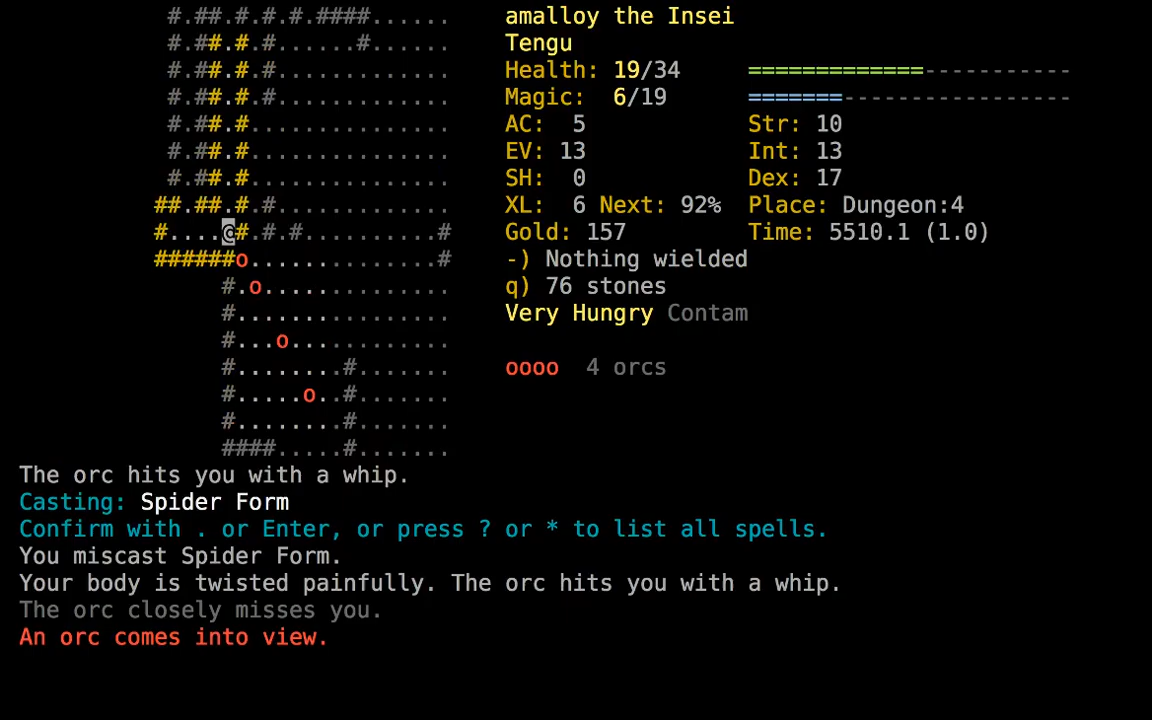 #.##.#.#.#.####......
#.##.#.#......#......
#.##.#.#.............
#.##.#.#.............
#.##.#...............
#.##.#...............
#.##.#...............
##.##.#.#.............
#....@#.#.#..........#
######o..............#
#.o..............
#................
#...o............
#........#.......
#.....o..#.......
#........#.......
####.....#.......
amalloy the Insei
Tengu
Health: 19/34 =============-----------
Magic: 6/19 =======-----------------
AC: 5 Str: 10
EV: 13 Int: 13
SH: 0 Dex: 17
XL: 6 Next: 92% Place: Dungeon:4
Gold: 157 Time: 5510.1 (1.0)
-) Nothing wielded
q) 76 stones
Very Hungry Contam
oooo 4 orcs
The orc hits you with a whip.
Casting: Spider Form
Confirm with . or Enter, or press ? or * to list all spells.
You miscast Spider Form.
Your body is twisted painfully. The orc hits you with a whip.
The orc closely misses you.
An orc comes into view.